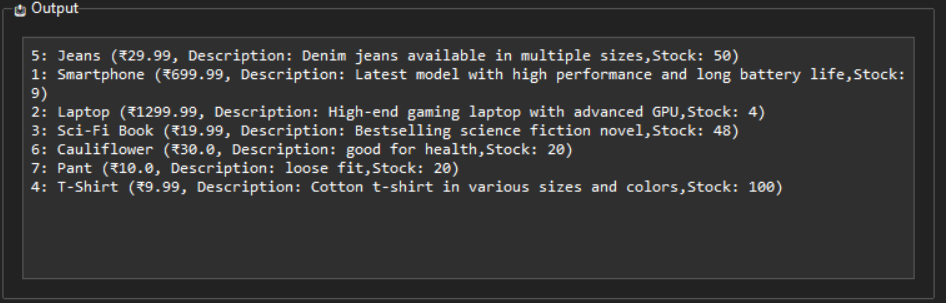 Output
5: Jeans (₹29.99, Description: Denim jeans available in multiple sizes,Stock: 50)
1: Smartphone (₹699.99, Description: Latest model with high performance and long battery life,Stock:
9)
2: Laptop (₹1299.99, Description: High-end gaming laptop with advanced GPU,Stock: 4)
3: Sci-Fi Book (₹19.99, Description: Bestselling science fiction novel,Stock: 48)
6: Cauliflower (₹30.0, Description: good for health,Stock: 20)
7: Pant (₹10.0, Description: loose fit,Stock: 20)
4: T-Shirt (₹9.99, Description: Cotton t-shirt in various sizes and colors,Stock: 100)